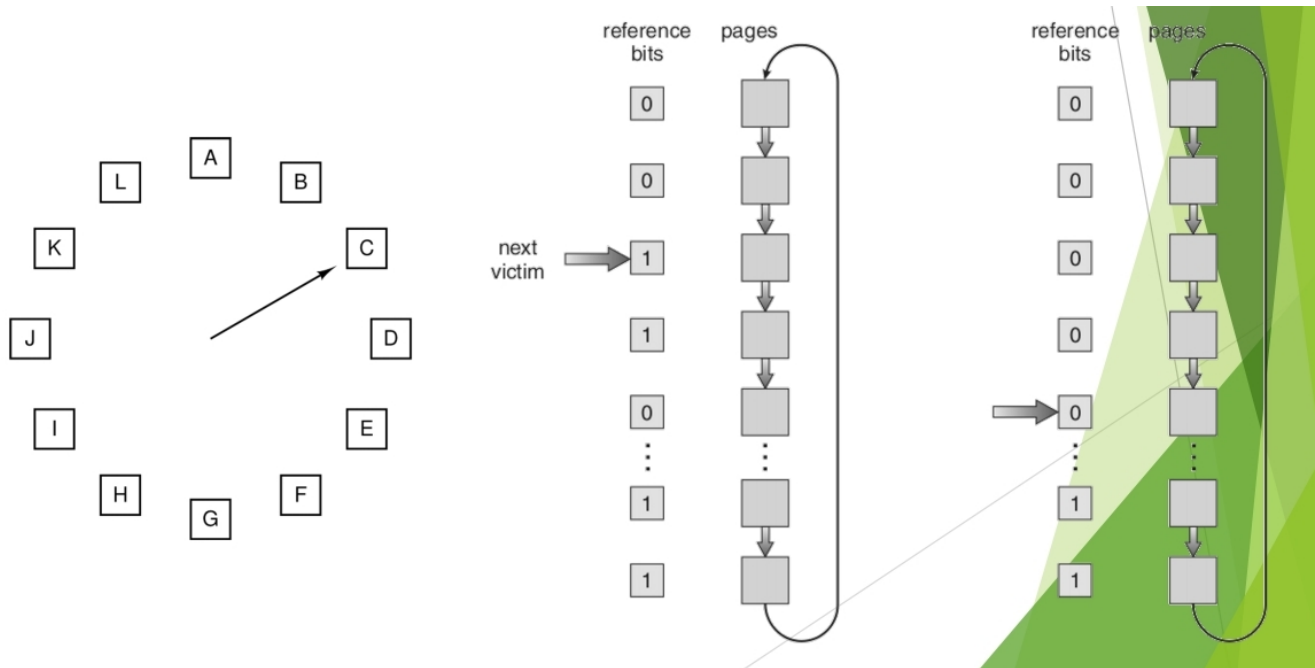 A
B
C
D
E
F
G
H
I
J
K
L
reference
bits
pages
0
0
next
victim
1
1
0
1
1
reference
bits
pages
0
0
0
0
0
1
1